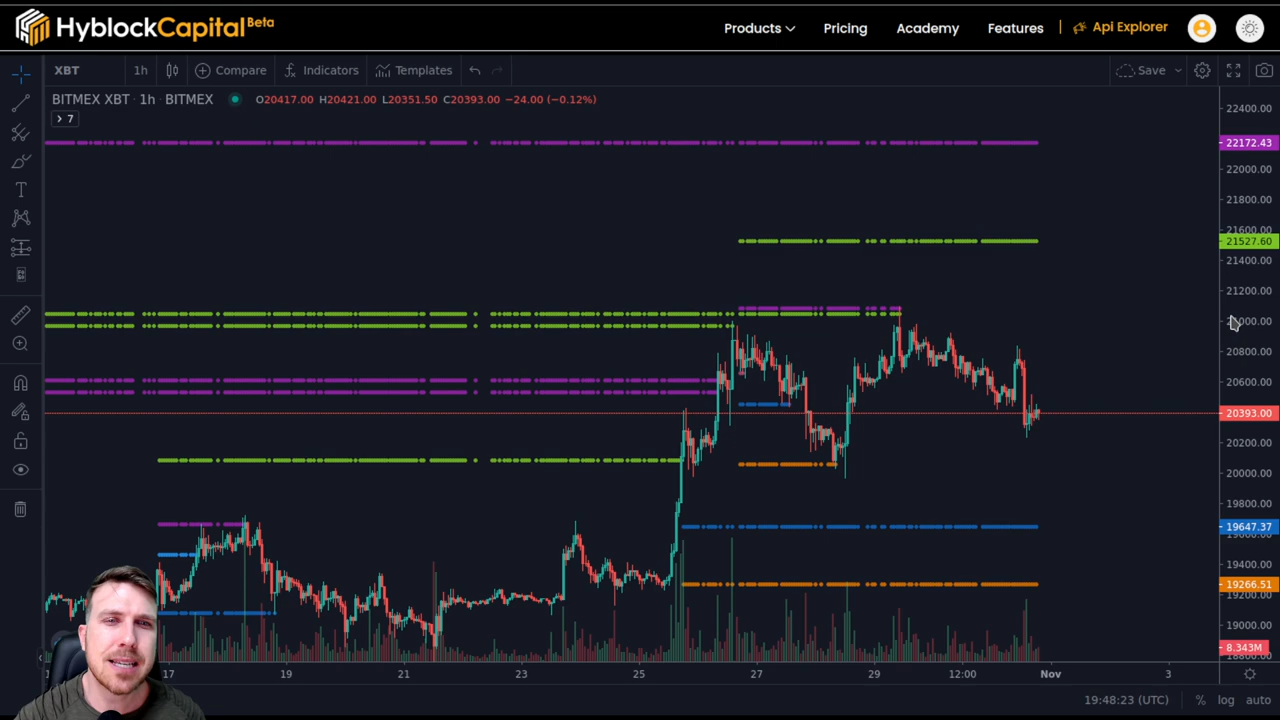 HyblockCapital Beta
Products
Pricing
Academy
Features
Api Explorer
XBT
1h
Compare
Indicators
Templates
Save
BITMEX XBT · 1h · BITMEX
O20417.00 H20421.00 L20351.50 C20393.00 −24.00 (−0.12%)
7
22400.00
22172.43
22000.00
21800.00
21600.00
21527.60
21400.00
21200.00
20800.00
20600.00
20393.00
20200.00
20000.00
19800.00
19647.37
19400.00
19266.51
19200.00
19000.00
8.343M
17
19
21
23
25
27
29
12:00
Nov
3
19:48:23 (UTC)
%
log
auto